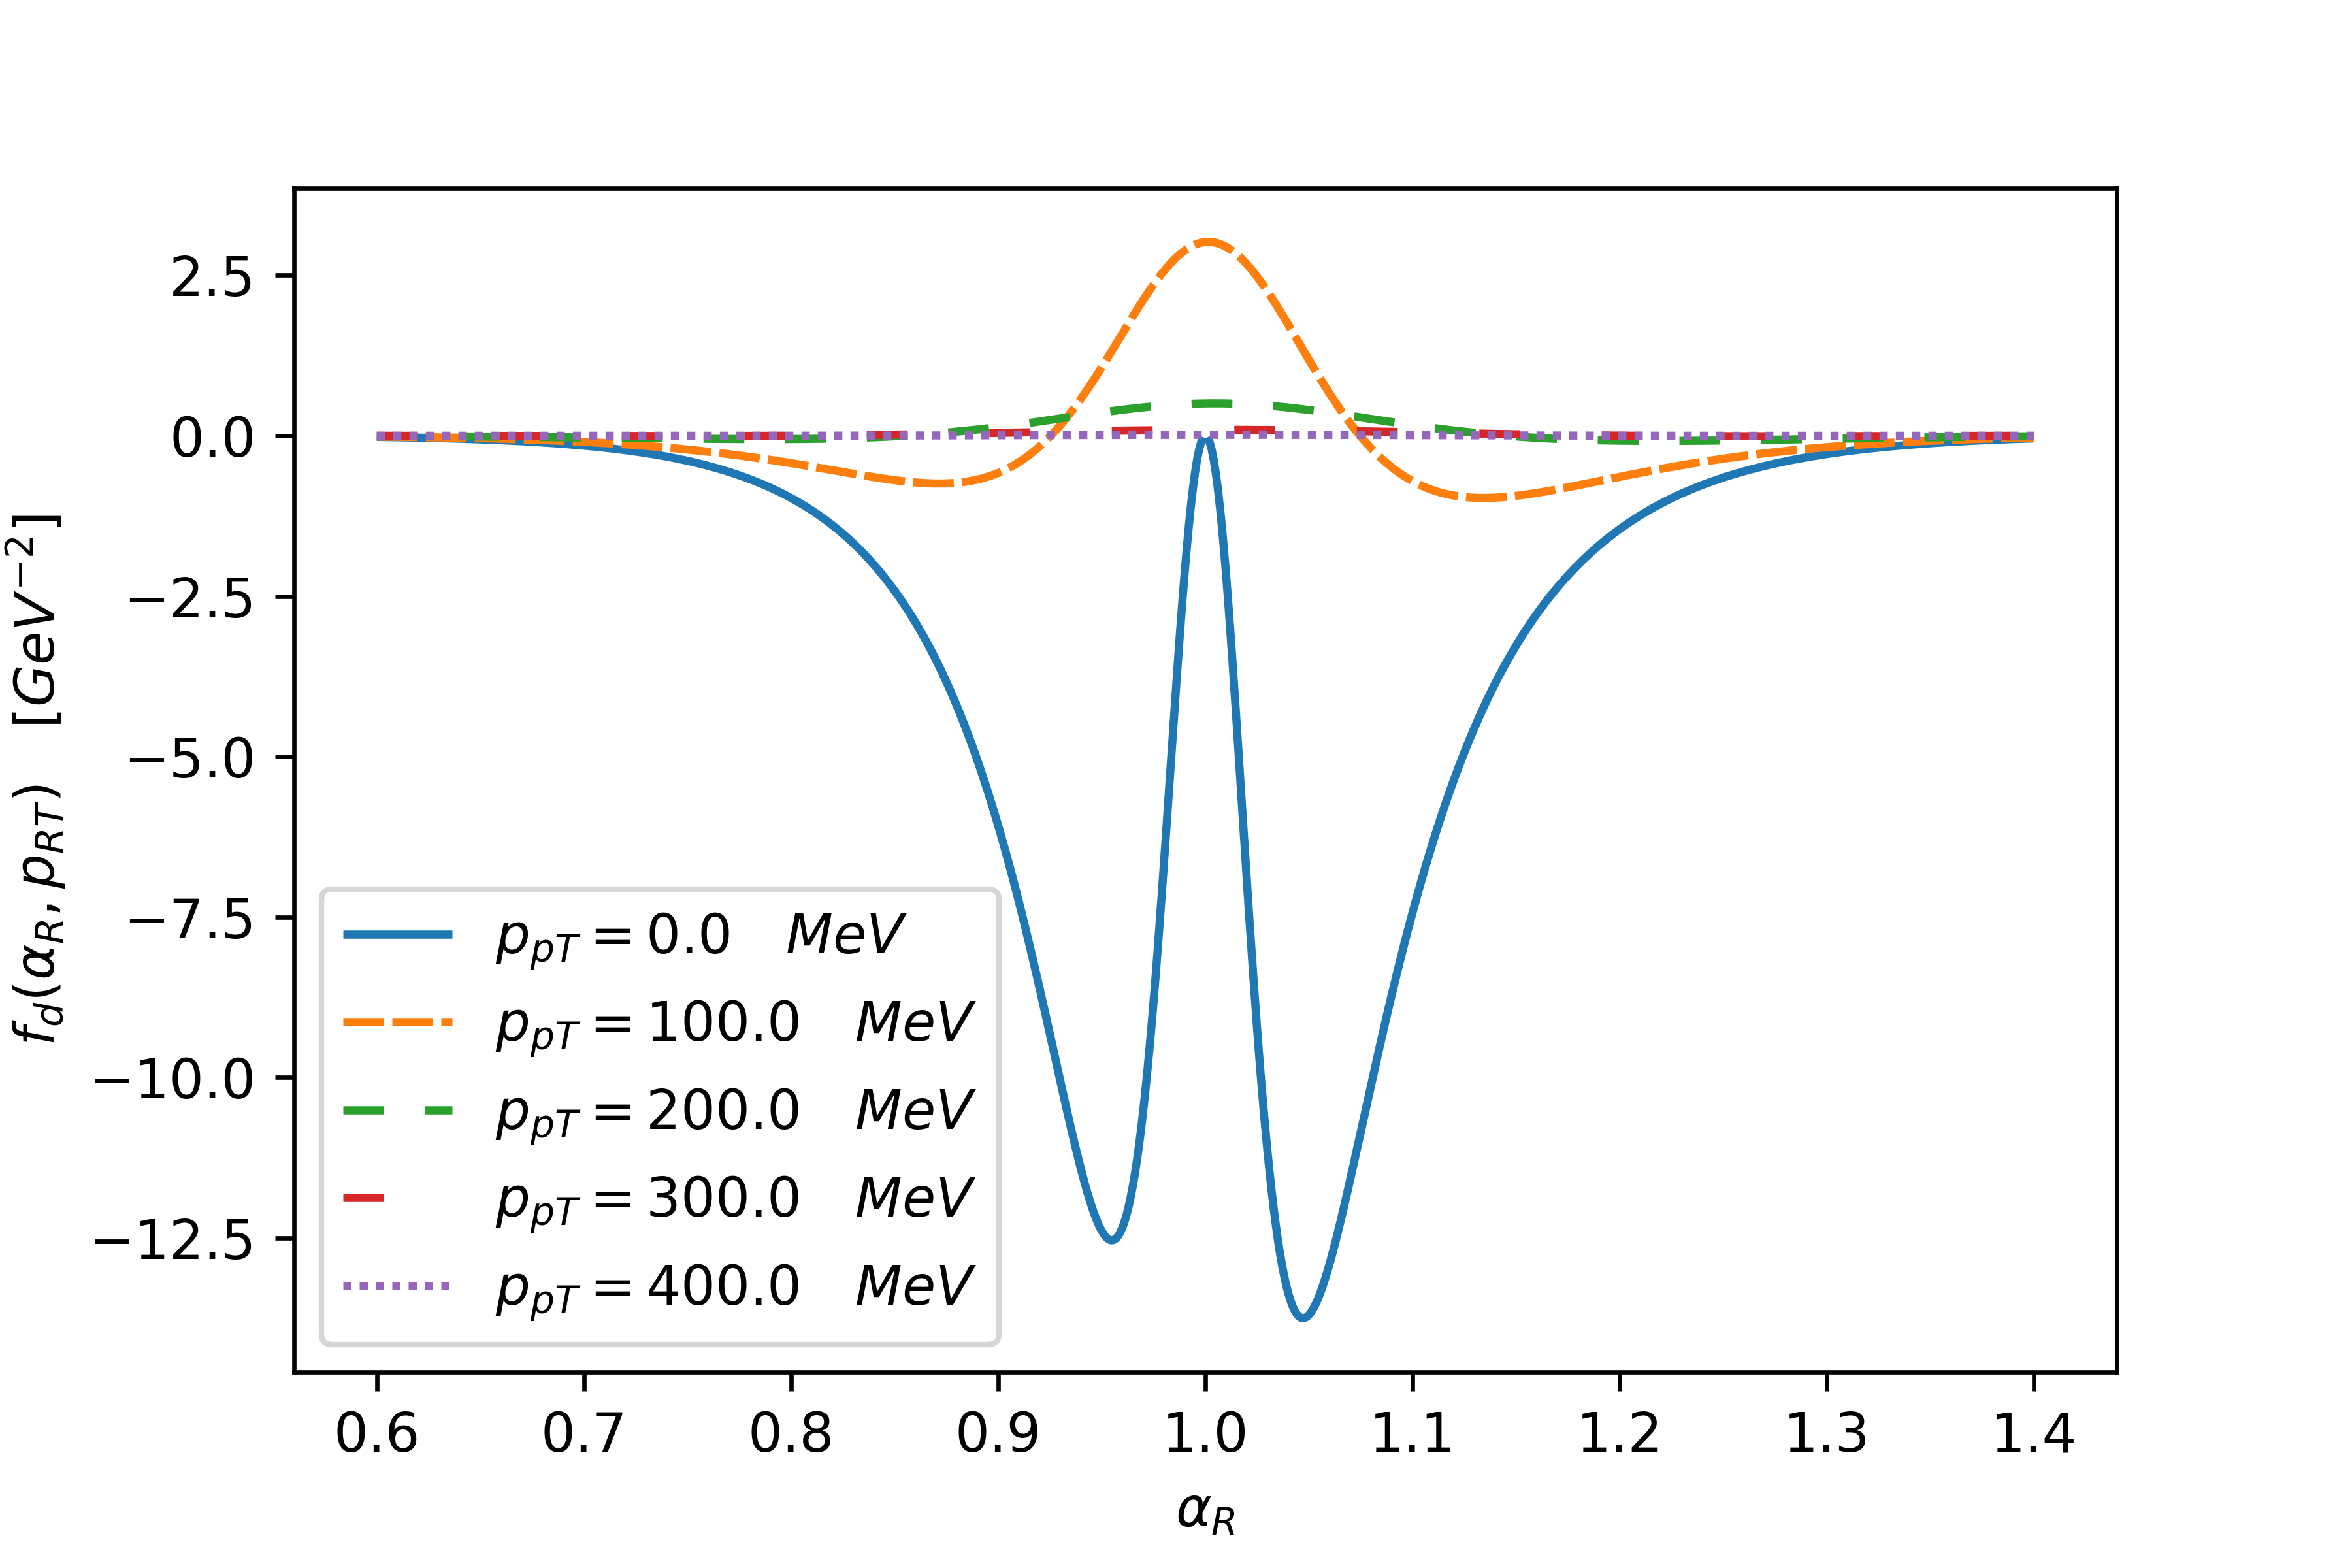 f_d(α_R, p_RT) [GeV⁻²]
2.5
0.0
−2.5
−5.0
−7.5
−10.0
−12.5
p_pT = 0.0 MeV
p_pT = 100.0 MeV
p_pT = 200.0 MeV
p_pT = 300.0 MeV
p_pT = 400.0 MeV
0.6 0.7 0.8 0.9 1.0 1.1 1.2 1.3 1.4
α_R